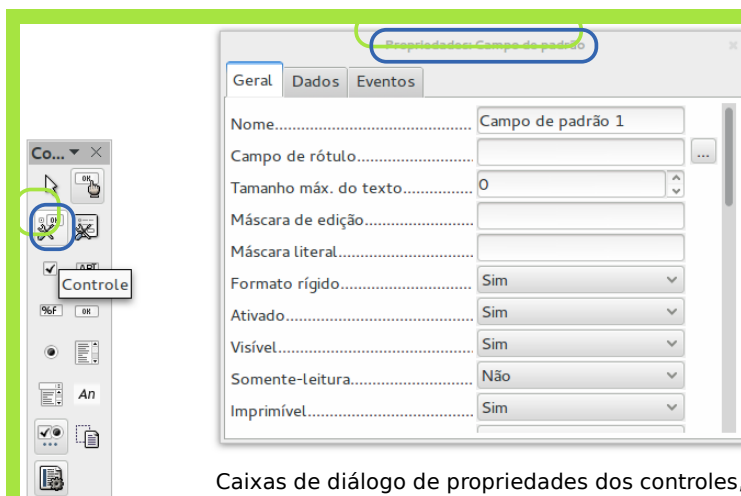 Propriedades: Campo de padrão
Geral Dados Eventos
Nome Campo de padrão 1
Campo de rótulo ...
Tamanho máx. do texto 0
Máscara de edição
Máscara literal
Formato rígido Sim
Ativado Sim
Visível Sim
Somente-leitura Não
Imprimível Sim
Co...
OK
OK
Controle
%F OK
An
Caixas de diálogo de propriedades dos controles,